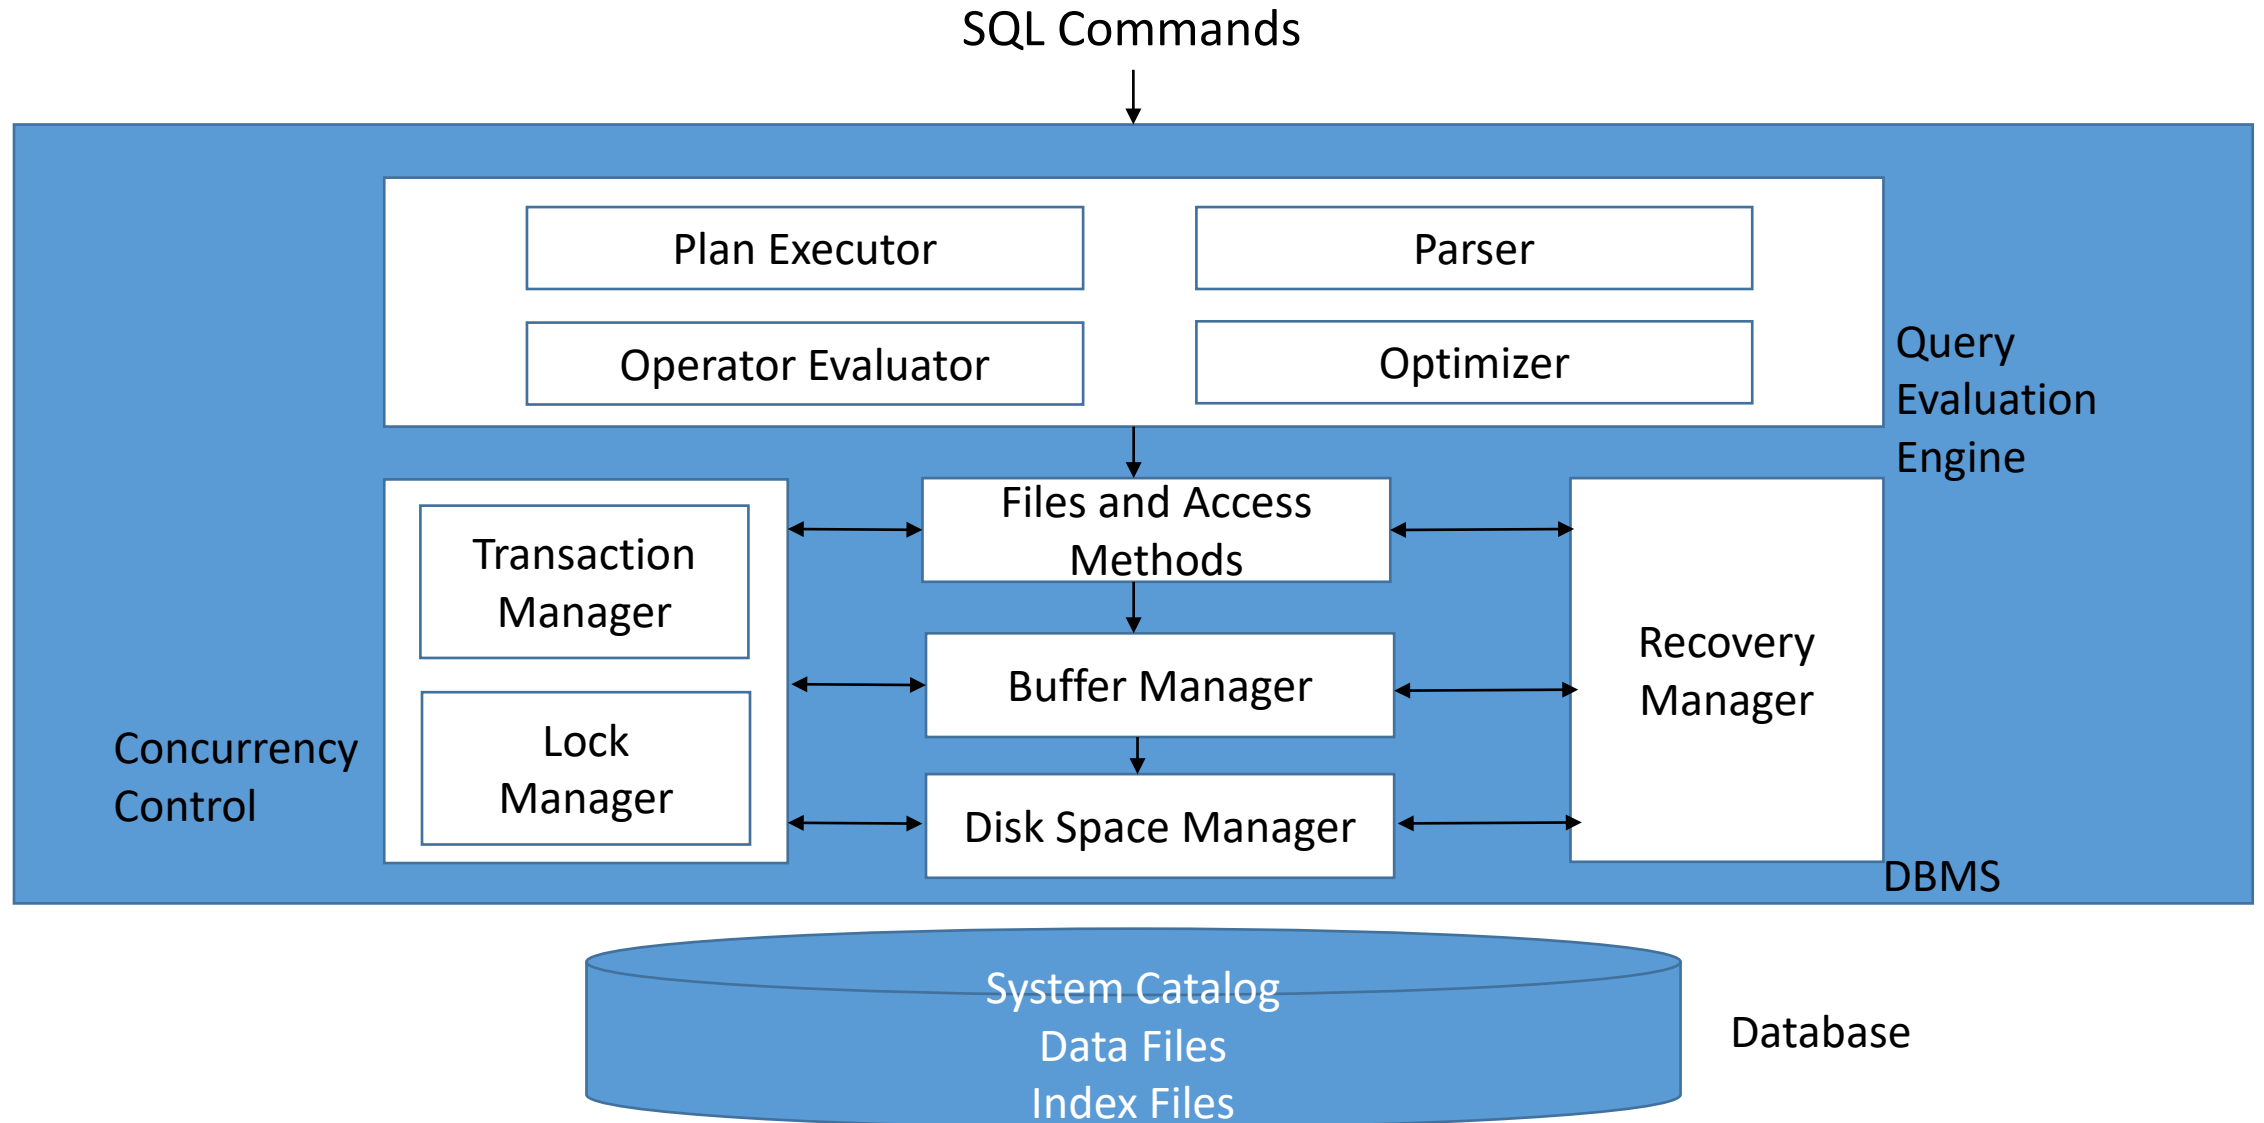 SQL Commands
Plan Executor
Parser
Operator Evaluator
Optimizer
Query
Evaluation
Engine
Files and Access
Methods
Transaction
Manager
Buffer Manager
Recovery
Manager
Lock
Manager
Concurrency
Control
Disk Space Manager
DBMS
System Catalog
Data Files
Index Files
Database